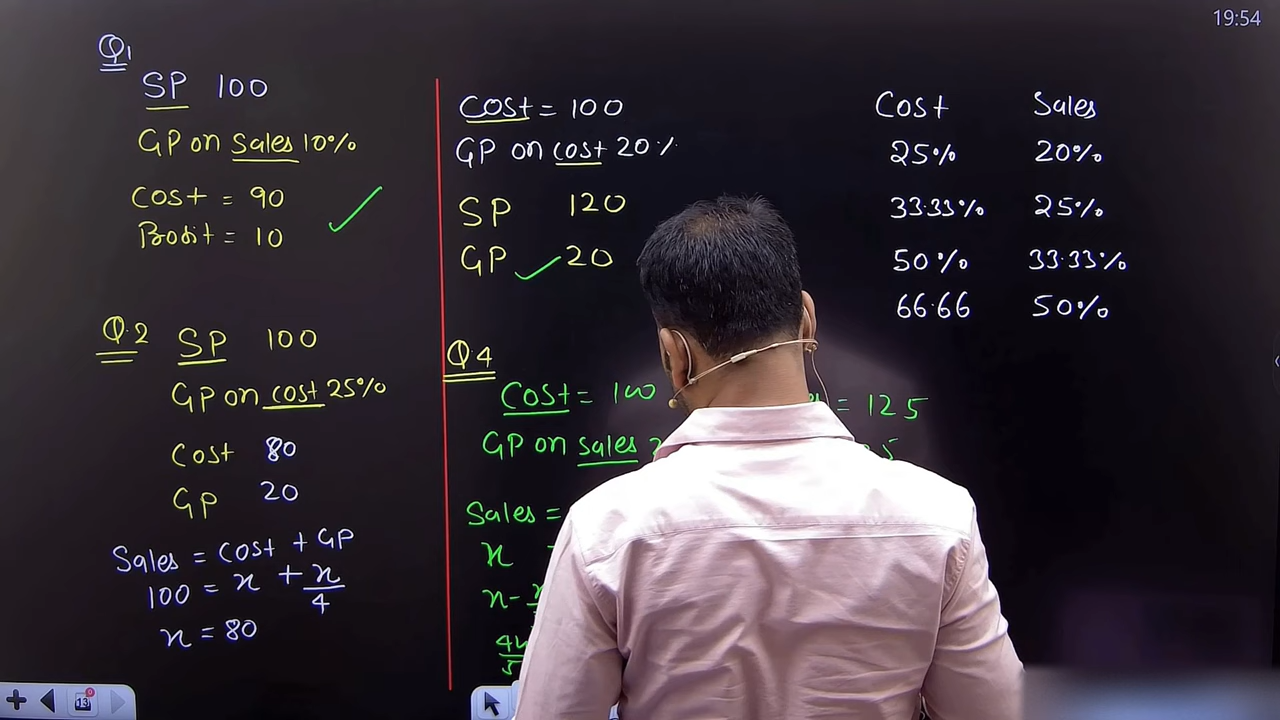 19:54
Q1
SP 100
GP on Sales 10%
Cost = 90
Profit = 10
Q.2
SP 100
GP on cost 25%
Cost 80
GP 20
Sales = Cost + GP
100 = x + x/4
x = 80
Cost = 100
GP on cost 20%
SP 120
GP 20
Q4
Cost = 100
= 125
GP on sales
Sales =
x
x-
Cost Sales
25% 20%
33.33% 25%
50% 33.33%
66.66 50%
13